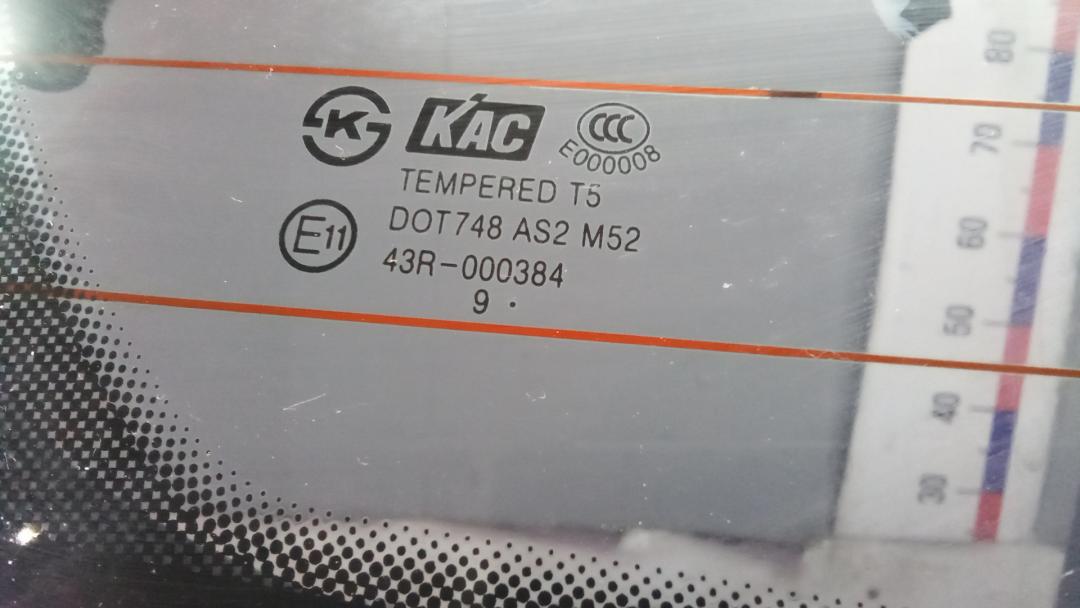 K KAC CCC
E000008
TEMPERED T5
E11 DOT748 AS2 M52
43R-000384
9 .
80
70
60
50
40
30